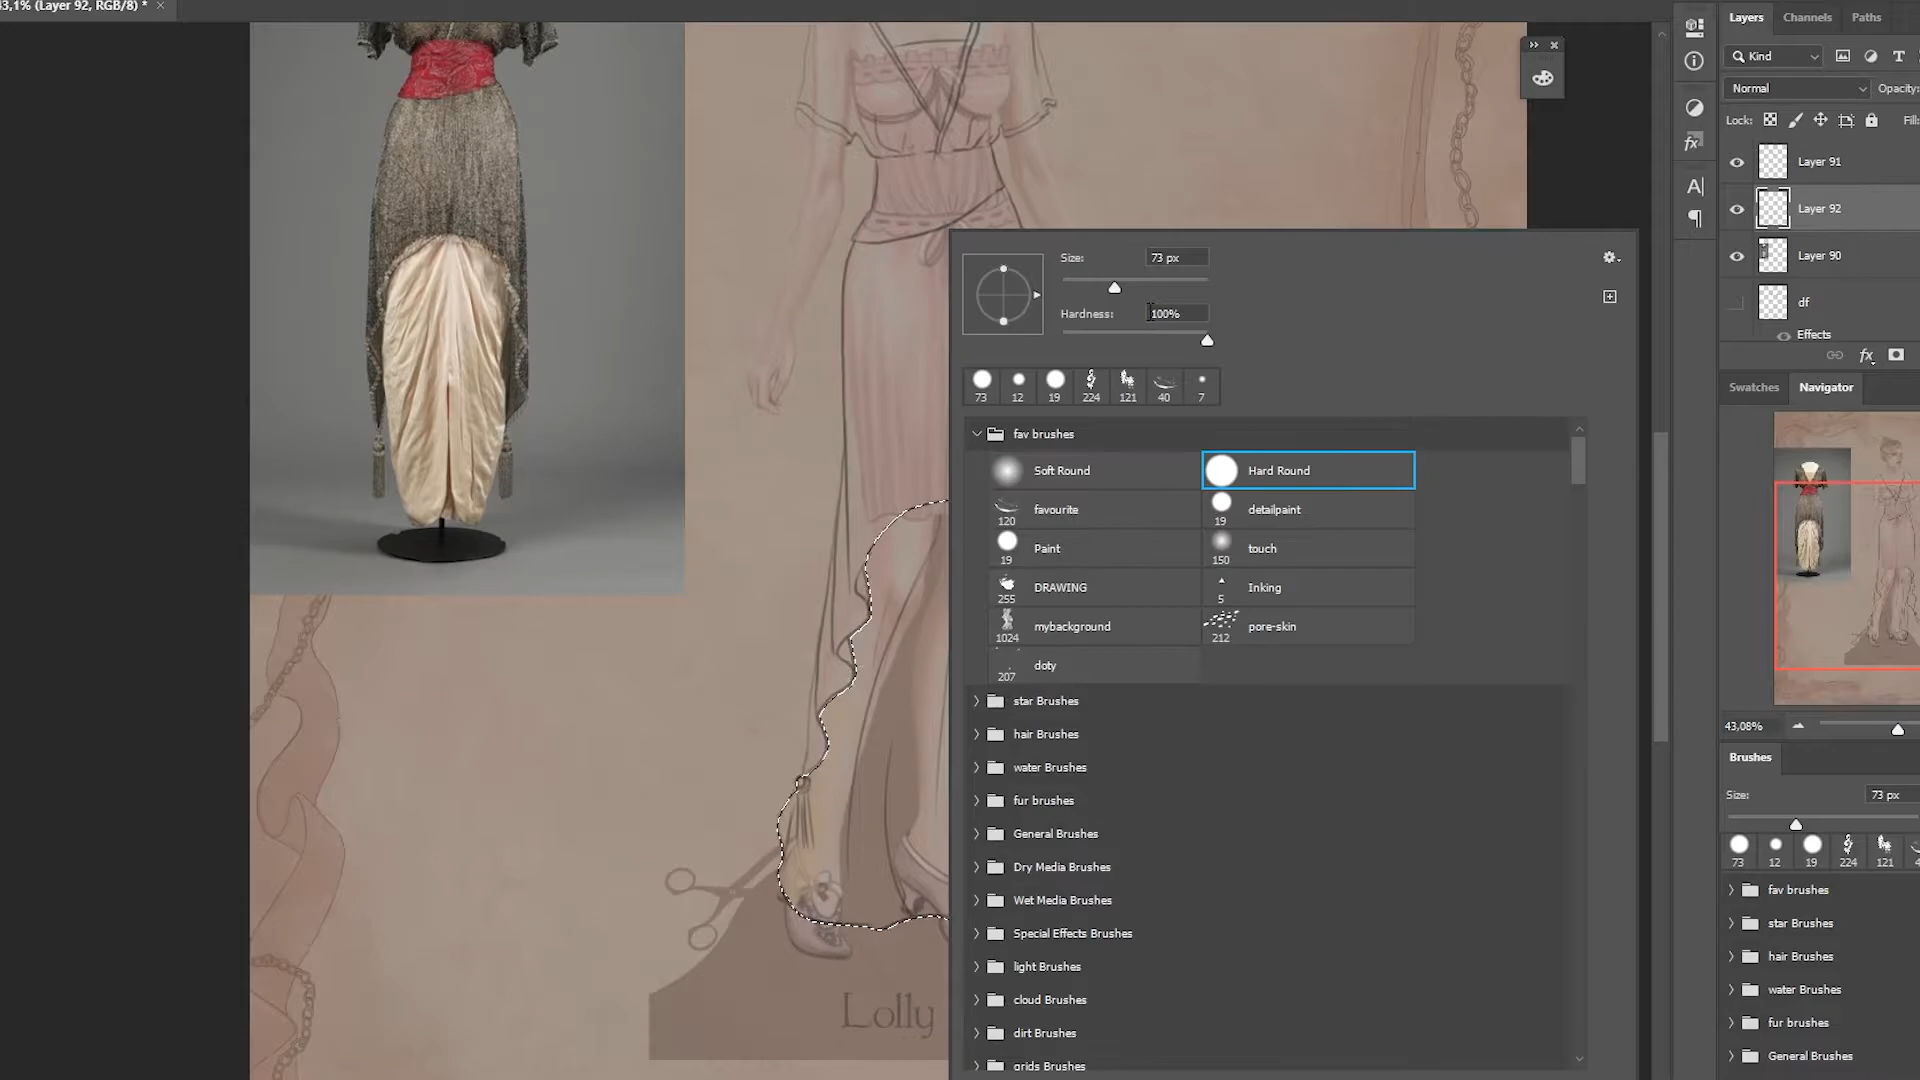 43,1% (Layer 92, RGB/8) *
Layers
Channels
Paths
Kind
Normal
Opacity:
Lock:
Fill:
Layer 91
Layer 92
Layer 90
df
Effects
fx
Size:
73 px
Hardness:
100%
73
12
19
224
121
40
7
fav brushes
Soft Round
Hard Round
120
favourite
19
detailpaint
19
Paint
150
touch
255
DRAWING
5
Inking
1024
mybackground
212
pore-skin
207
doty
star Brushes
hair Brushes
water Brushes
fur brushes
General Brushes
Dry Media Brushes
Wet Media Brushes
Special Effects Brushes
light Brushes
cloud Brushes
dirt Brushes
grids Brushes
Swatches
Navigator
43,08%
Brushes
Size:
73 px
73
12
19
224
121
fav brushes
star Brushes
hair Brushes
water Brushes
fur brushes
General Brushes
Lolly